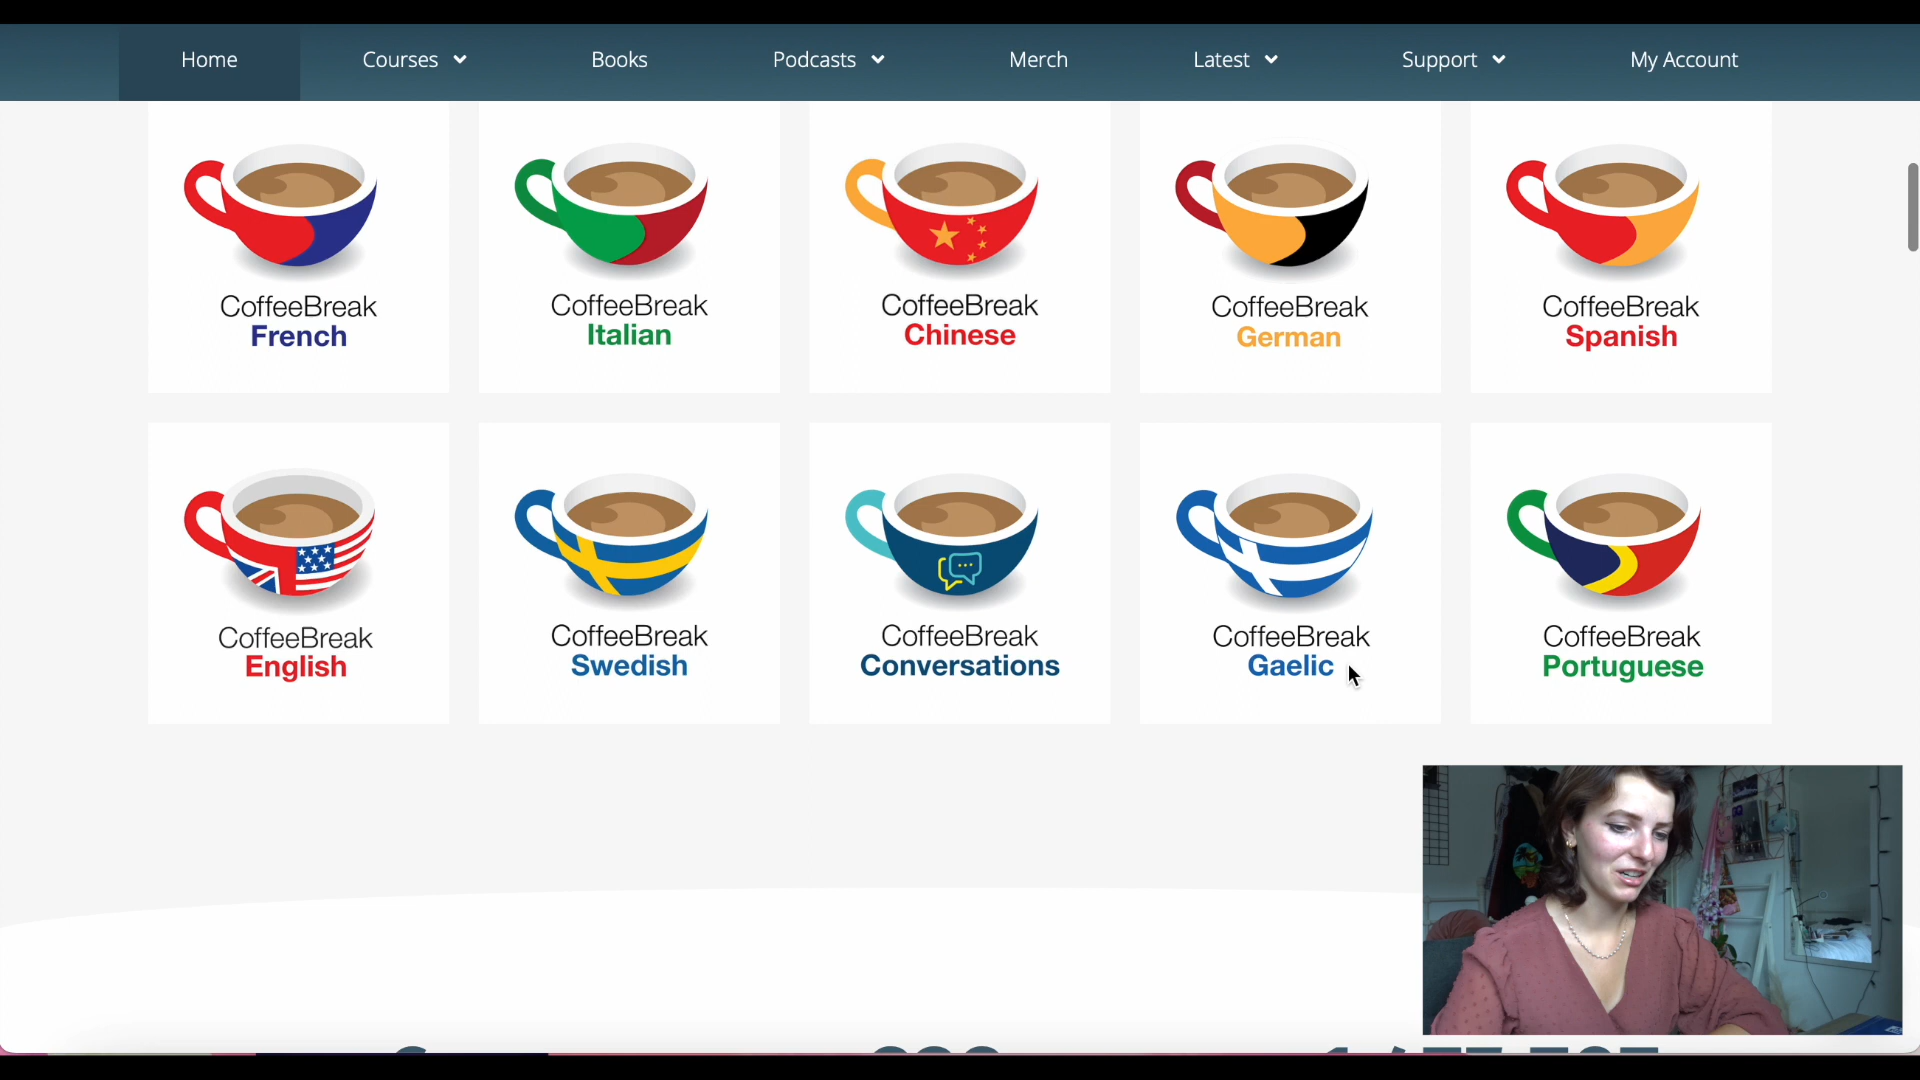 Home
Courses
Books
Podcasts
Merch
Latest
Support
My Account
CoffeeBreak
French
CoffeeBreak
Italian
CoffeeBreak
Chinese
CoffeeBreak
German
CoffeeBreak
Spanish
CoffeeBreak
English
CoffeeBreak
Swedish
CoffeeBreak
Conversations
CoffeeBreak
Gaelic
CoffeeBreak
Portuguese